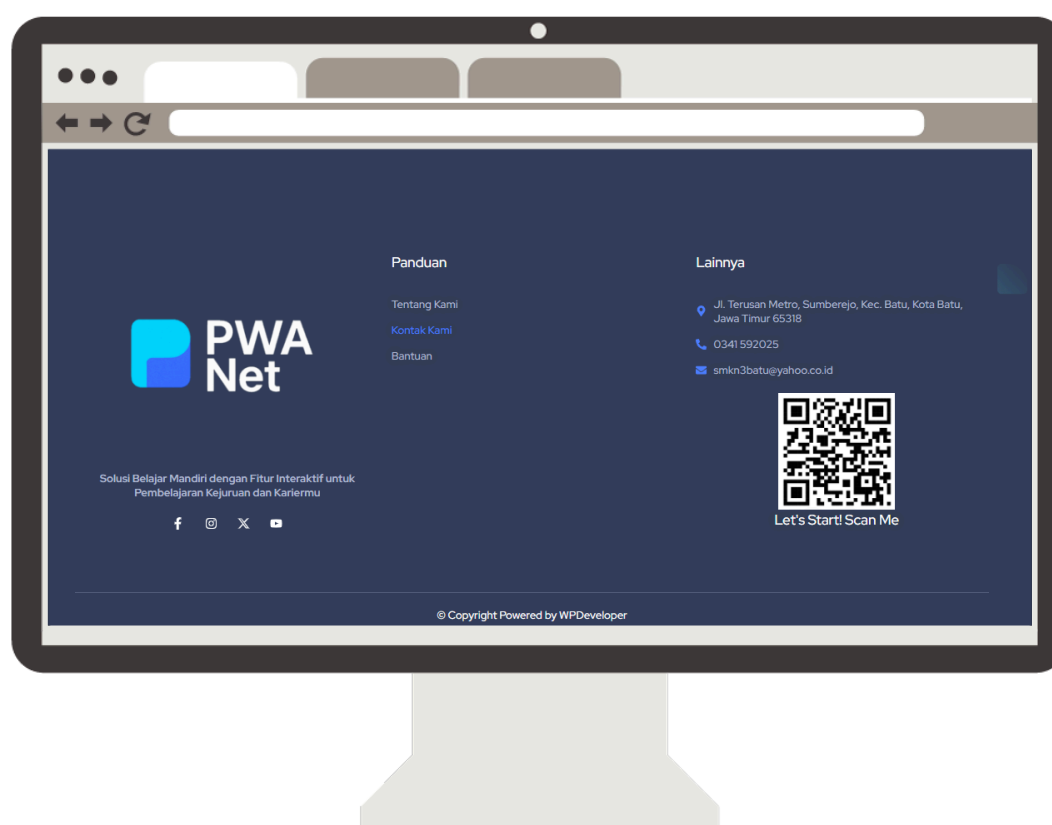 PWA
Net
Solusi Belajar Mandiri dengan Fitur Interaktif untuk
Pembelajaran Kejuruan dan Kariermu
Panduan
Tentang Kami
Kontak Kami
Bantuan
Lainnya
Jl. Terusan Metro, Sumberejo, Kec. Batu, Kota Batu,
Jawa Timur 65318
0341 592025
smkn3batu@yahoo.co.id
Let's Start! Scan Me
© Copyright Powered by WPDeveloper